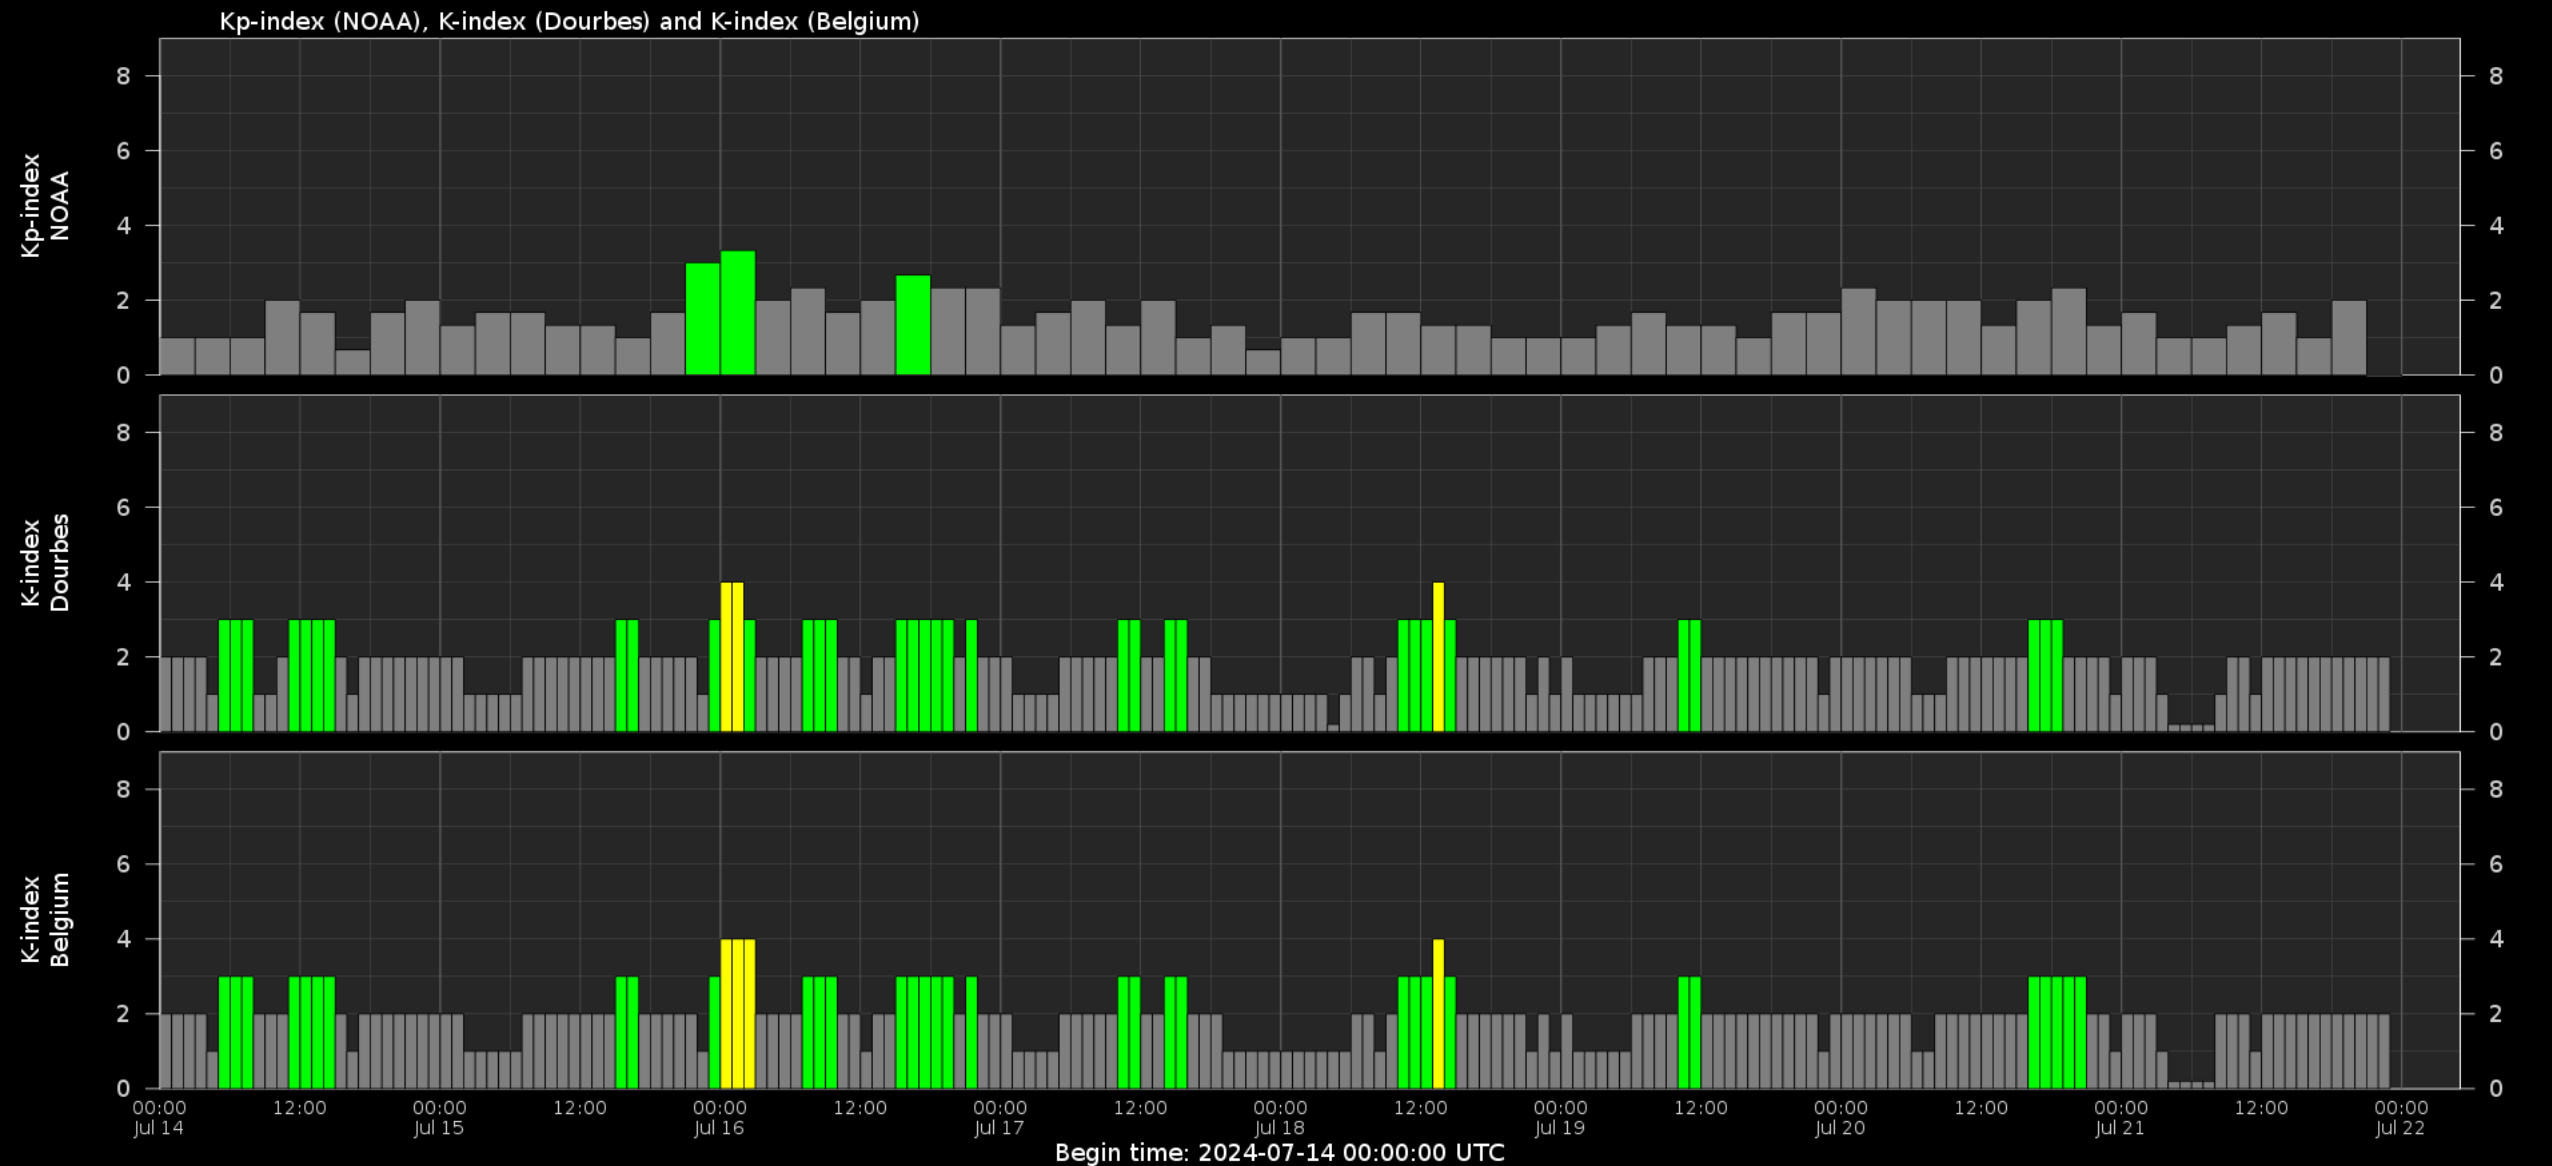 Kp-index (NOAA), K-index (Dourbes) and K-index (Belgium)
8 8
6 6
Kp-index
NOAA
4 4
2 2
0 0
8 8
6 6
K-index
Dourbes
4 4
2 2
0 0
8 8
6 6
K-index
Belgium
4 4
2 2
0 0
00:00 12:00 00:00 12:00 00:00 12:00 00:00 12:00 00:00 12:00 00:00 12:00 00:00 12:00 00:00 12:00 00:00
Jul 14 Jul 15 Jul 16 Jul 17 Jul 18 Jul 19 Jul 20 Jul 21 Jul 22
Begin time: 2024-07-14 00:00:00 UTC